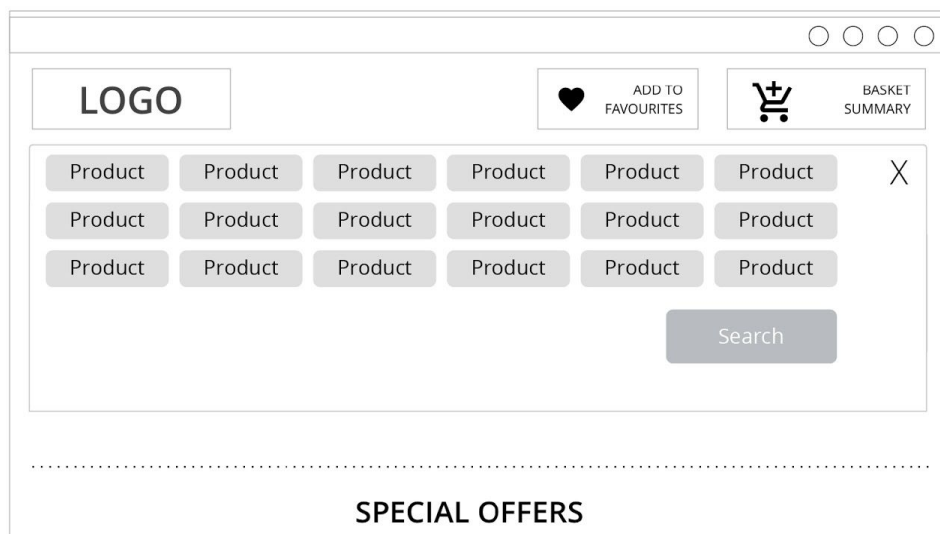 LOGO
ADD TO
FAVOURITES
BASKET
SUMMARY
Product Product Product Product Product Product X
Product Product Product Product Product Product
Product Product Product Product Product Product
Search
SPECIAL OFFERS